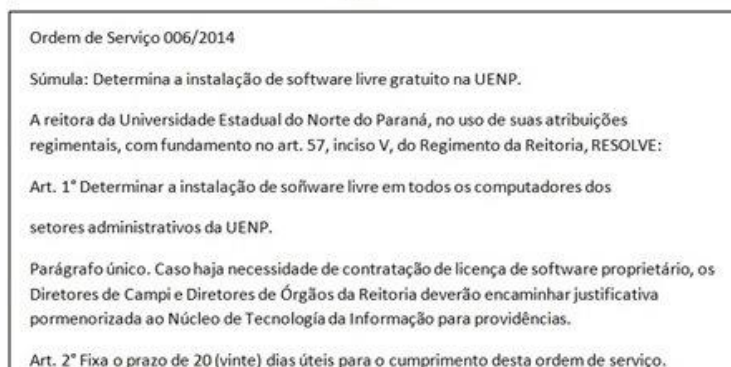 Ordem de Serviço 006/2014
Súmula: Determina a instalação de software livre gratuito na UENP.
A reitora da Universidade Estadual do Norte do Paraná, no uso de suas atribuições
regimentais, com fundamento no art. 57, inciso V, do Regimento da Reitoria, RESOLVE:
Art. 1° Determinar a instalação de soñware livre em todos os computadores dos
setores administrativos da UENP.
Parágrafo único. Caso haja necessidade de contratação de licença de software proprietário, os
Diretores de Campi e Diretores de Órgãos da Reitoria deverão encaminhar justificativa
pormenorizada ao Núcleo de Tecnologia da Informação para providências.
Art. 2° Fixa o prazo de 20 (vinte) dias úteis para o cumprimento desta ordem de serviço.